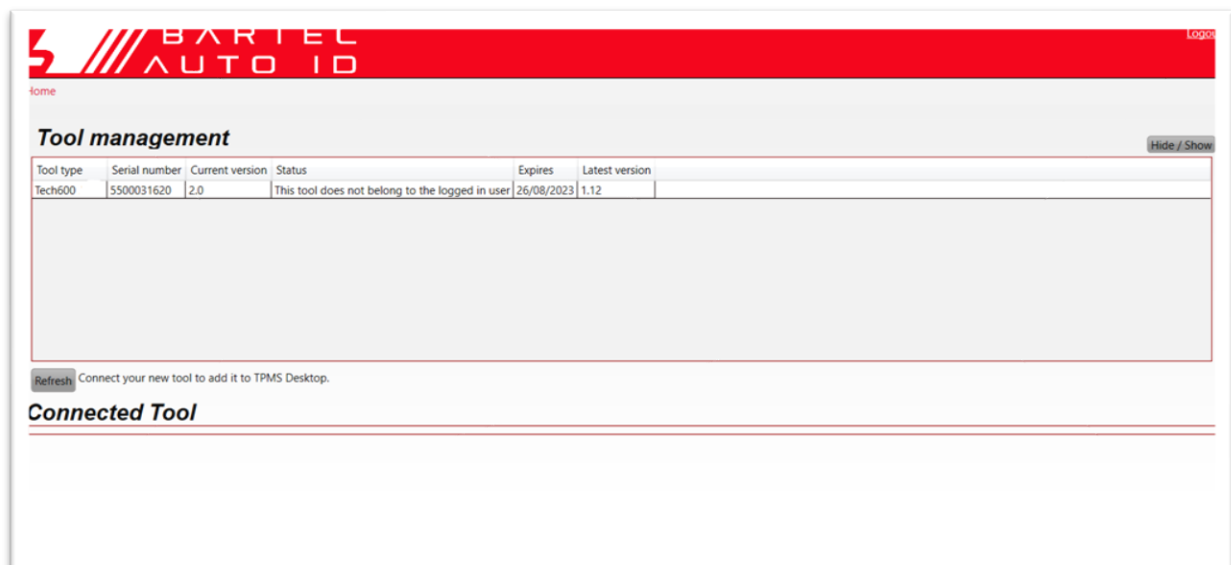 BARTEL
AUTO ID
Logou
Home
Tool management
Hide / Show
Tool type Serial number Current version Status Expires Latest version
Tech600 5500031620 2.0 This tool does not belong to the logged in user 26/08/2023 1.12
Refresh Connect your new tool to add it to TPMS Desktop.
Connected Tool